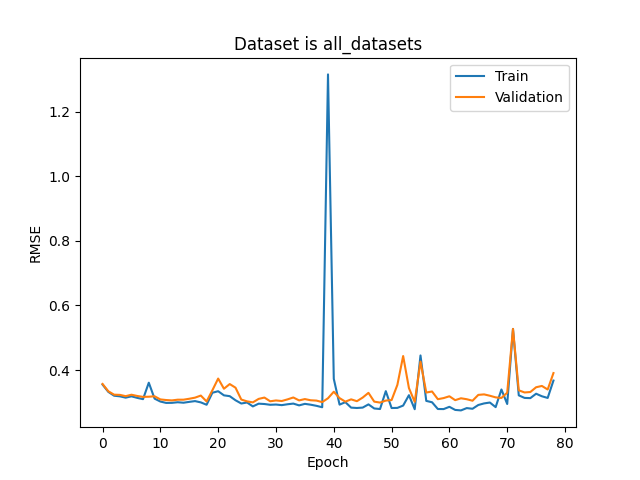 Dataset is all_datasets
Train
Validation
1.2
1.0
0.8
0.6
0.4
RMSE
0 10 20 30 40 50 60 70 80
Epoch